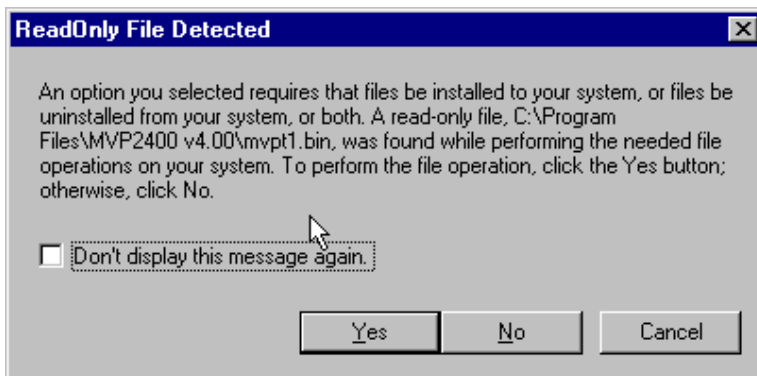 ReadOnly File Detected
An option you selected requires that files be installed to your system, or files be
uninstalled from your system, or both. A read-only file, C:\Program
Files\MVP2400 v4.00\mvpt1.bin, was found while performing the needed file
operations on your system. To perform the file operation, click the Yes button;
otherwise, click No.
Don't display this message again.
Yes No Cancel